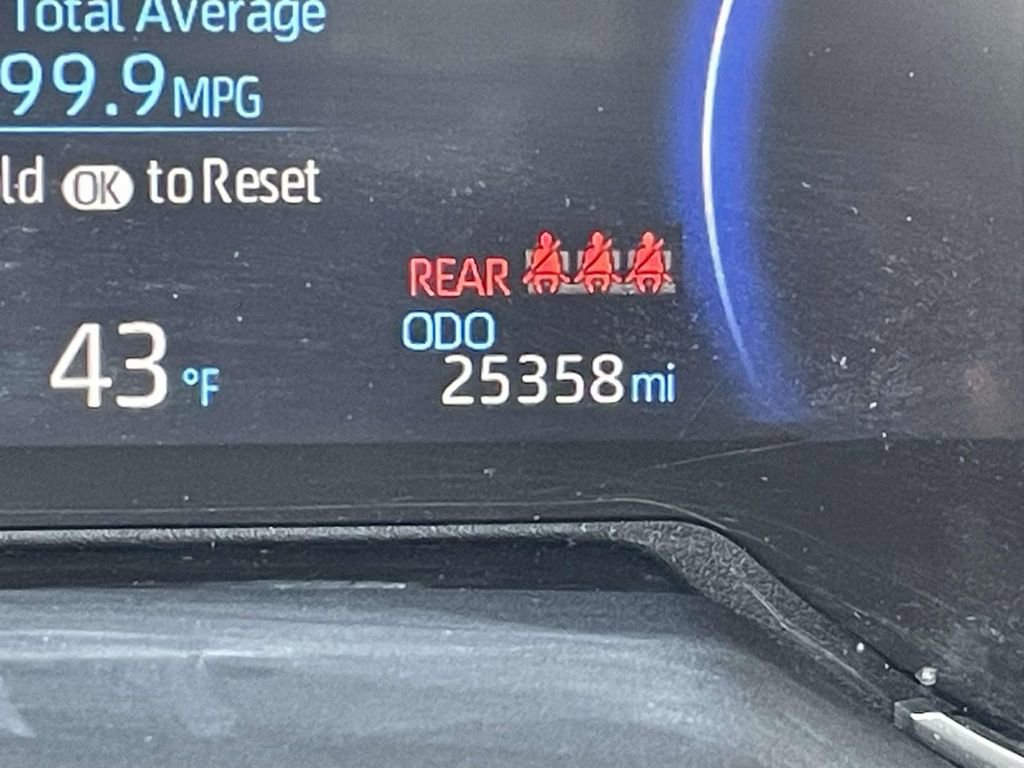 Total Average
99.9 MPG
ld OK to Reset
REAR
ODO
43 °F
25358 mi